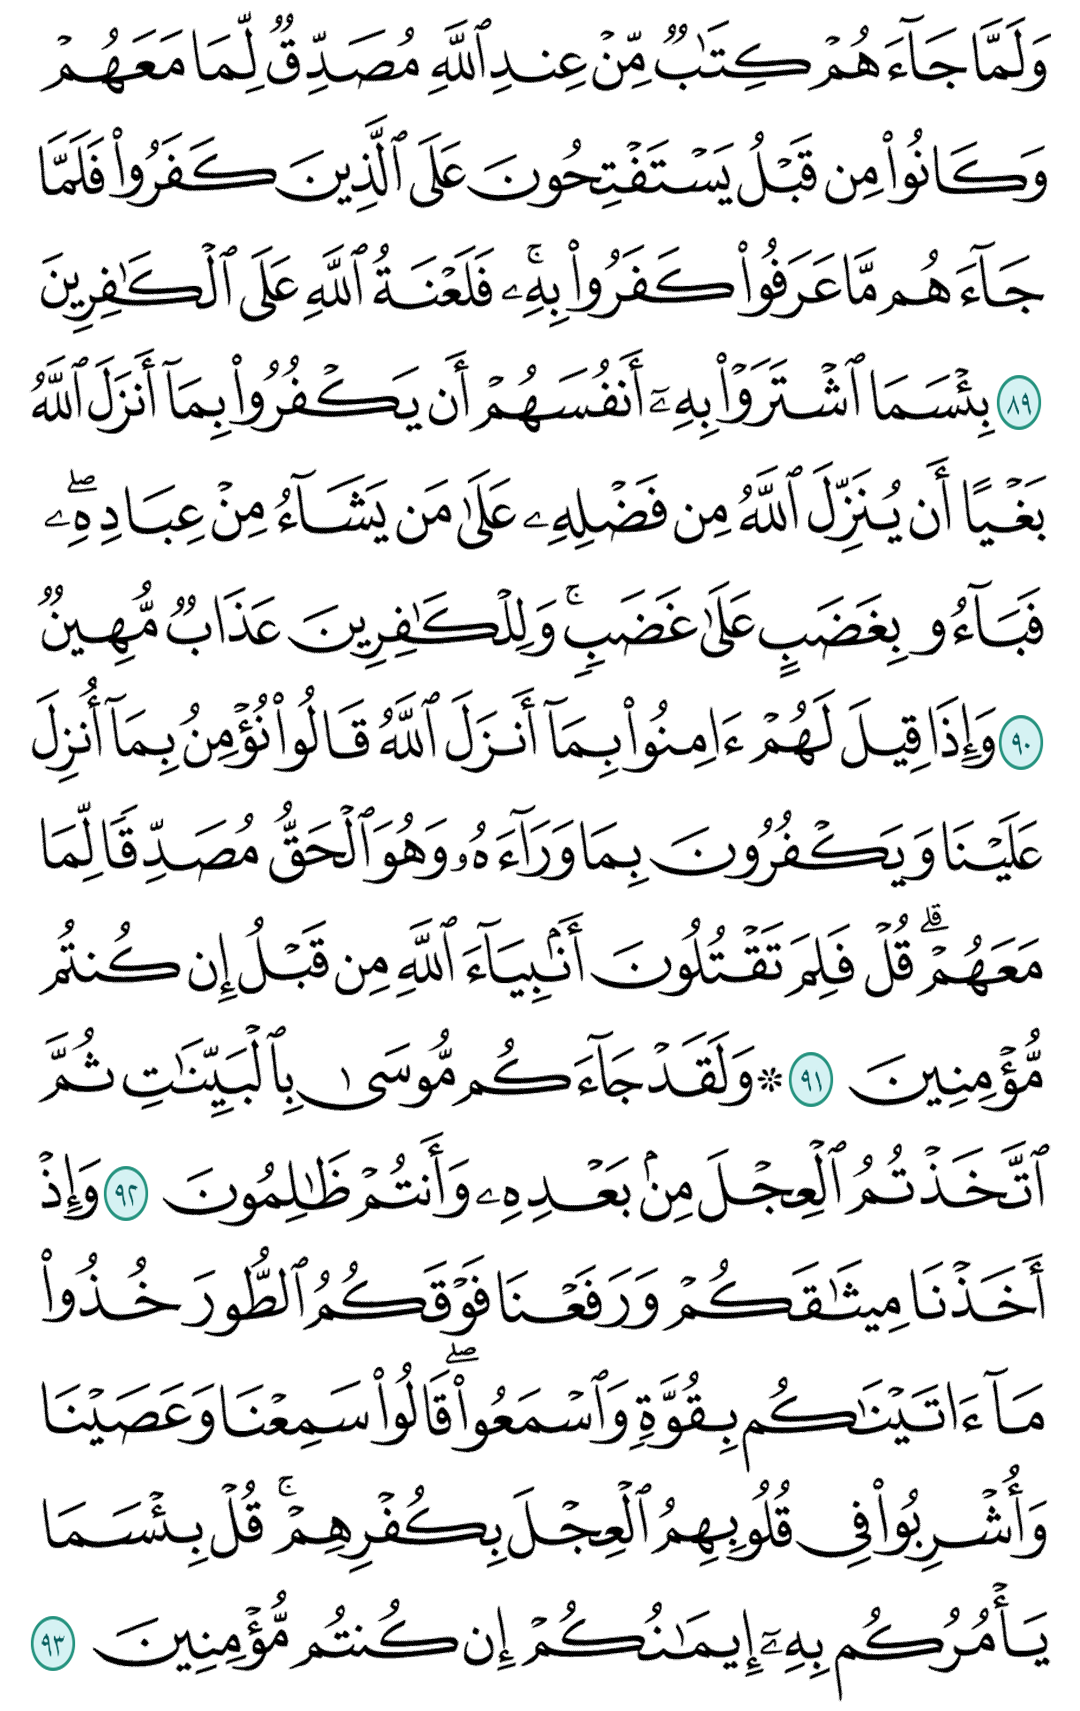 وَلَمَّا جَآءَهُمۡ كِتَٰبٞ مِّنۡ عِندِ ٱللَّهِ مُصَدِّقٞ لِّمَا مَعَهُمۡ
وَكَانُواْ مِن قَبۡلُ يَسۡتَفۡتِحُونَ عَلَى ٱلَّذِينَ كَفَرُواْ فَلَمَّا
جَآءَهُم مَّا عَرَفُواْ كَفَرُواْ بِهِۦۚ فَلَعۡنَةُ ٱللَّهِ عَلَى ٱلۡكَٰفِرِينَ
٨٩ بِئۡسَمَا ٱشۡتَرَوۡاْ بِهِۦٓ أَنفُسَهُمۡ أَن يَكۡفُرُواْ بِمَآ أَنزَلَ ٱللَّهُ
بَغۡيًا أَن يُنَزِّلَ ٱللَّهُ مِن فَضۡلِهِۦ عَلَىٰ مَن يَشَآءُ مِنۡ عِبَادِهِۦۖ
فَبَآءُو بِغَضَبٍ عَلَىٰ غَضَبٖۚ وَلِلۡكَٰفِرِينَ عَذَابٞ مُّهِينٞ
٩٠ وَإِذَا قِيلَ لَهُمۡ ءَامِنُواْ بِمَآ أَنزَلَ ٱللَّهُ قَالُواْ نُؤۡمِنُ بِمَآ أُنزِلَ
عَلَيۡنَا وَيَكۡفُرُونَ بِمَا وَرَآءَهُۥ وَهُوَ ٱلۡحَقُّ مُصَدِّقٗا لِّمَا
مَعَهُمۡۗ قُلۡ فَلِمَ تَقۡتُلُونَ أَنۢبِيَآءَ ٱللَّهِ مِن قَبۡلُ إِن كُنتُم
مُّؤۡمِنِينَ ٩١ ۞ وَلَقَدۡ جَآءَكُم مُّوسَىٰ بِٱلۡبَيِّنَٰتِ ثُمَّ
ٱتَّخَذۡتُمُ ٱلۡعِجۡلَ مِنۢ بَعۡدِهِۦ وَأَنتُمۡ ظَٰلِمُونَ ٩٢ وَإِذۡ
أَخَذۡنَا مِيثَٰقَكُمۡ وَرَفَعۡنَا فَوۡقَكُمُ ٱلطُّورَ خُذُواْ
مَآ ءَاتَيۡنَٰكُم بِقُوَّةٖ وَٱسۡمَعُواْۖ قَالُواْ سَمِعۡنَا وَعَصَيۡنَا
وَأُشۡرِبُواْ فِي قُلُوبِهِمُ ٱلۡعِجۡلَ بِكُفۡرِهِمۡۚ قُلۡ بِئۡسَمَا
يَأۡمُرُكُم بِهِۦٓ إِيمَٰنُكُمۡ إِن كُنتُم مُّؤۡمِنِينَ ٩٣